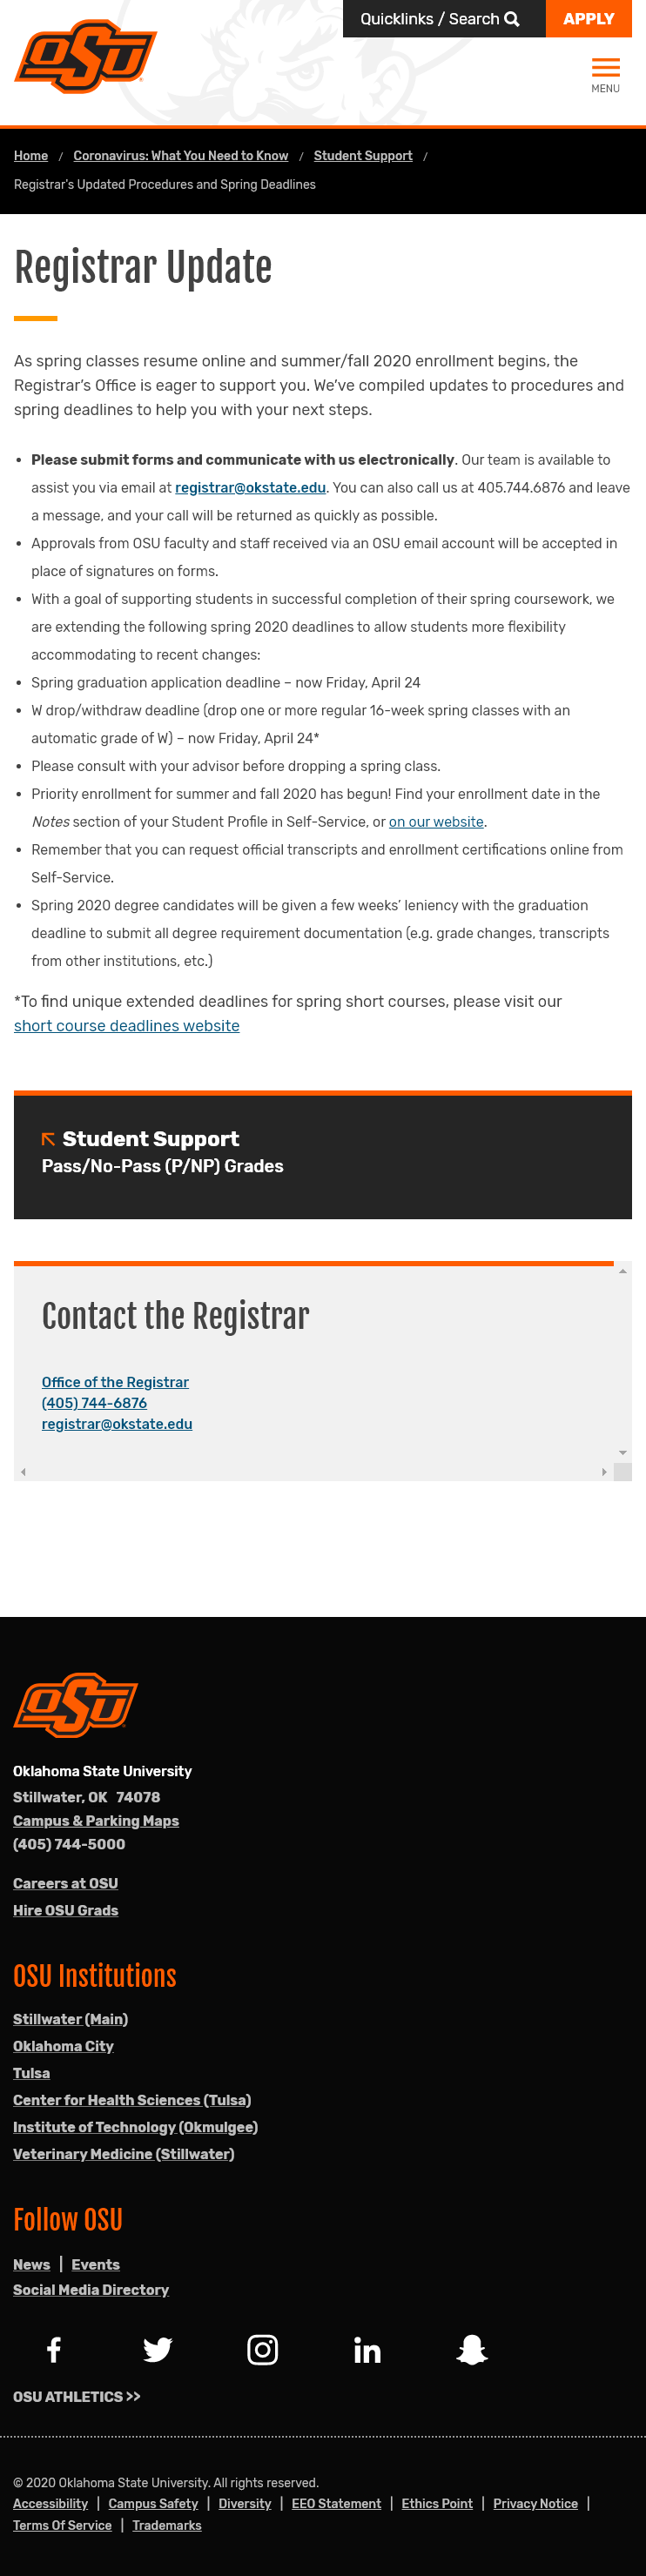 Quicklinks / Search
APPLY
OSU
MENU
Home / Coronavirus: What You Need to Know / Student Support /
Registrar's Updated Procedures and Spring Deadlines
Registrar Update
As spring classes resume online and summer/fall 2020 enrollment begins, the
Registrar's Office is eager to support you. We've compiled updates to procedures and
spring deadlines to help you with your next steps.
• Please submit forms and communicate with us electronically. Our team is available to
assist you via email at registrar@okstate.edu. You can also call us at 405.744.6876 and leave
a message, and your call will be returned as quickly as possible.
• Approvals from OSU faculty and staff received via an OSU email account will be accepted in
place of signatures on forms.
• With a goal of supporting students in successful completion of their spring coursework, we
are extending the following spring 2020 deadlines to allow students more flexibility
accommodating to recent changes:
• Spring graduation application deadline – now Friday, April 24
• W drop/withdraw deadline (drop one or more regular 16-week spring classes with an
automatic grade of W) – now Friday, April 24*
• Please consult with your advisor before dropping a spring class.
• Priority enrollment for summer and fall 2020 has begun! Find your enrollment date in the
Notes section of your Student Profile in Self-Service, or on our website.
• Remember that you can request official transcripts and enrollment certifications online from
Self-Service.
• Spring 2020 degree candidates will be given a few weeks' leniency with the graduation
deadline to submit all degree requirement documentation (e.g. grade changes, transcripts
from other institutions, etc.)
*To find unique extended deadlines for spring short courses, please visit our
short course deadlines website
Student Support
Pass/No-Pass (P/NP) Grades
Contact the Registrar
Office of the Registrar
(405) 744-6876
registrar@okstate.edu
OSU
Oklahoma State University
Stillwater, OK 74078
Campus & Parking Maps
(405) 744-5000
Careers at OSU
Hire OSU Grads
OSU Institutions
Stillwater (Main)
Oklahoma City
Tulsa
Center for Health Sciences (Tulsa)
Institute of Technology (Okmulgee)
Veterinary Medicine (Stillwater)
Follow OSU
News | Events
Social Media Directory
OSU ATHLETICS >>
© 2020 Oklahoma State University. All rights reserved.
Accessibility | Campus Safety | Diversity | EEO Statement | Ethics Point | Privacy Notice |
Terms Of Service | Trademarks